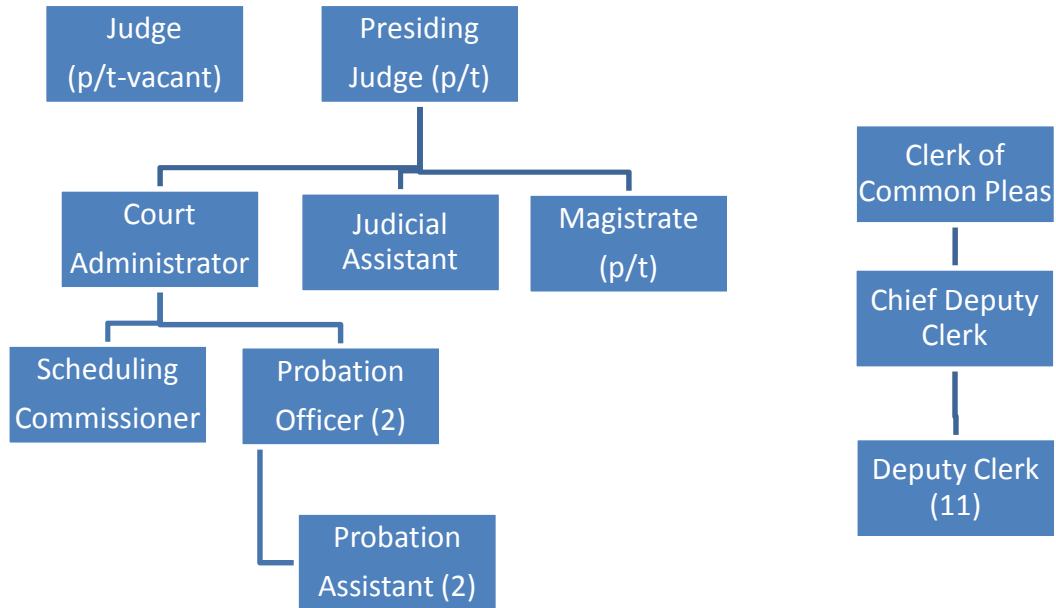 Judge
(p/t-vacant)
Presiding
Judge (p/t)
Court
Administrator
Judicial
Assistant
Magistrate
(p/t)
Scheduling
Commissioner
Probation
Officer (2)
Probation
Assistant (2)
Clerk of
Common Pleas
Chief Deputy
Clerk
Deputy Clerk
(11)